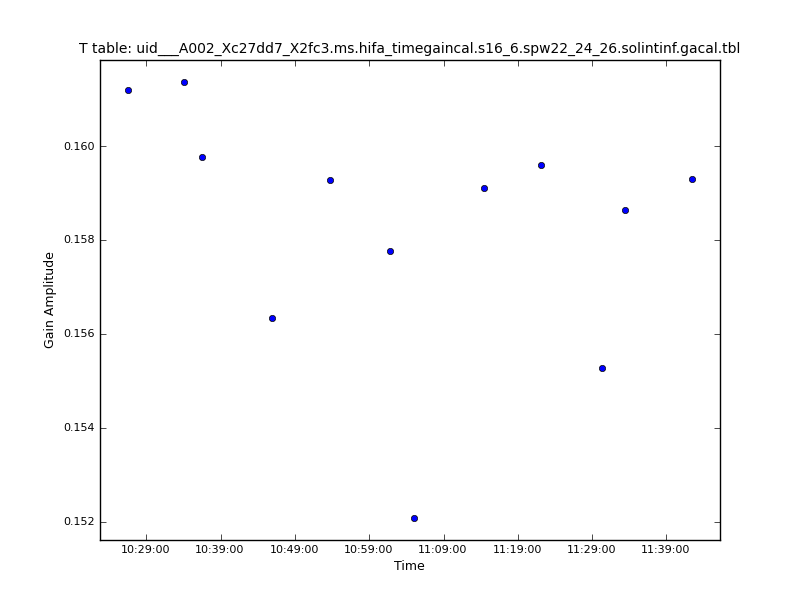 T table: uid___A002_Xc27dd7_X2fc3.ms.hifa_timegaincal.s16_6.spw22_24_26.solintinf.gacal.tbl
0.160
0.158
0.156
0.154
0.152
Gain Amplitude
10:29:00 10:39:00 10:49:00 10:59:00 11:09:00 11:19:00 11:29:00 11:39:00
Time